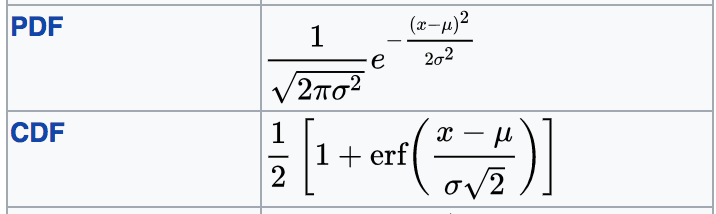 PDF
\frac{1}{\sqrt{2\pi\sigma^2}} e^{-\frac{(x-\mu)^2}{2\sigma^2}}
CDF
\frac{1}{2}\left[1 + \operatorname{erf}\left(\frac{x-\mu}{\sigma\sqrt{2}}\right)\right]